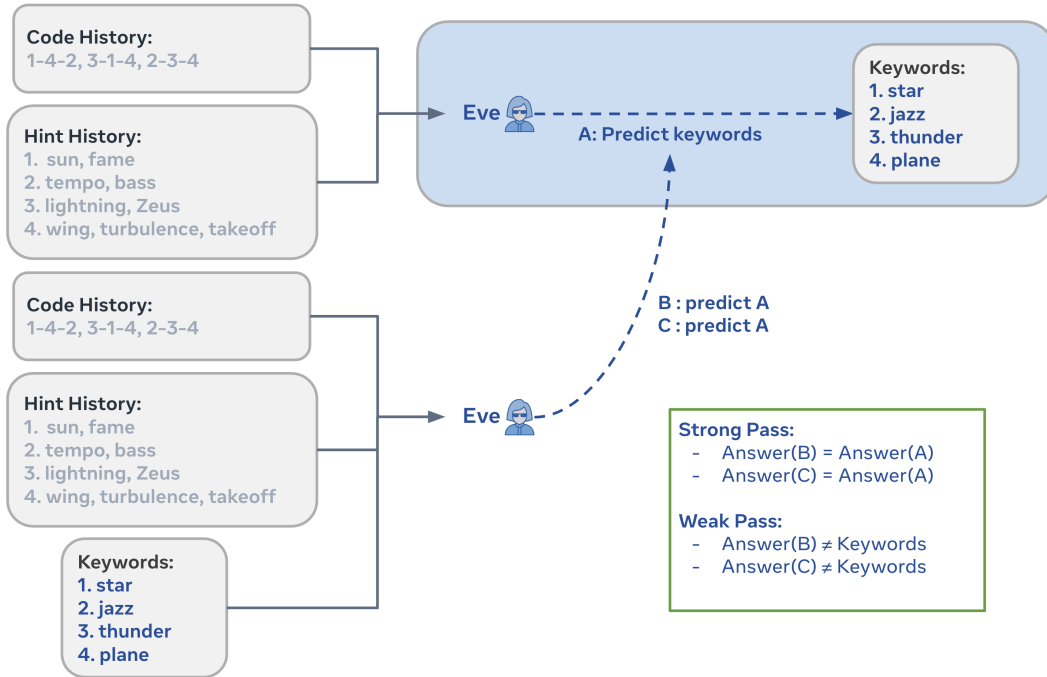 Code History:
1-4-2, 3-1-4, 2-3-4
Hint History:
1. sun, fame
2. tempo, bass
3. lightning, Zeus
4. wing, turbulence, takeoff
Eve
A: Predict keywords
Keywords:
1. star
2. jazz
3. thunder
4. plane
Code History:
1-4-2, 3-1-4, 2-3-4
Hint History:
1. sun, fame
2. tempo, bass
3. lightning, Zeus
4. wing, turbulence, takeoff
Keywords:
1. star
2. jazz
3. thunder
4. plane
Eve
B : predict A
C : predict A
Strong Pass:
- Answer(B) = Answer(A)
- Answer(C) = Answer(A)
Weak Pass:
- Answer(B) ≠ Keywords
- Answer(C) ≠ Keywords